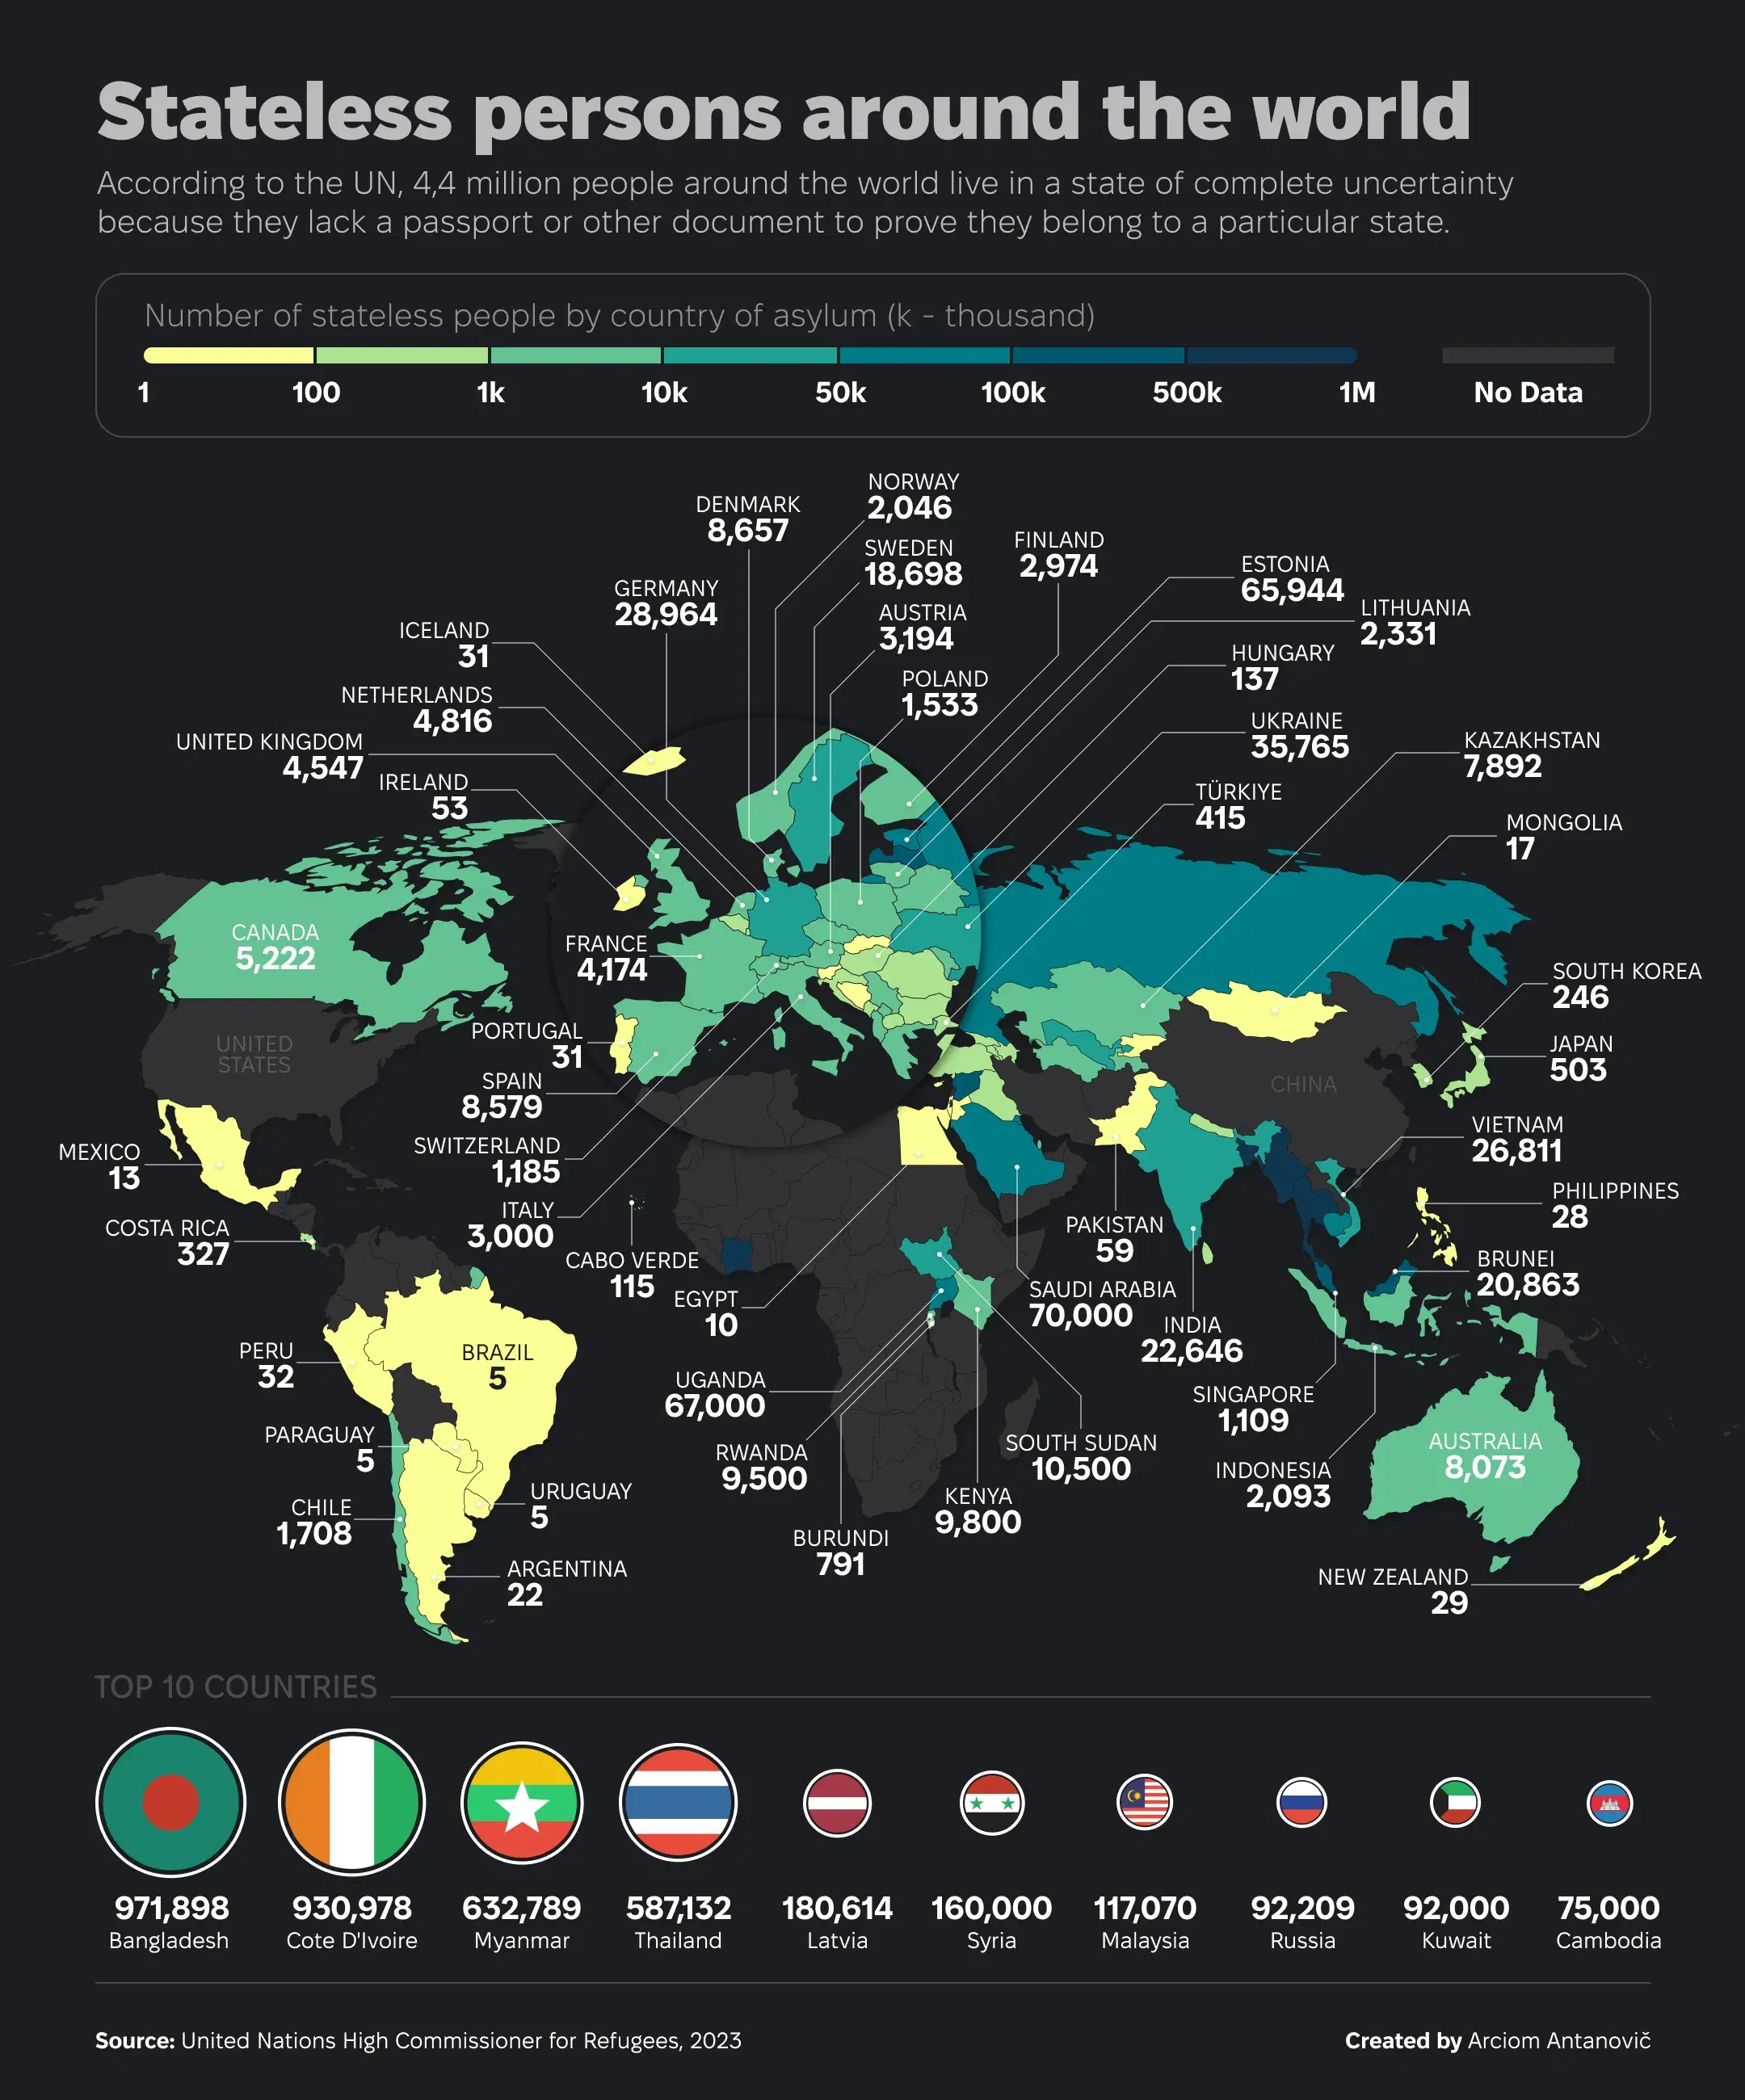 Stateless persons around the world
According to the UN, 4,4 million people around the world live in a state of complete uncertainty
because they lack a passport or other document to prove they belong to a particular state.
Number of stateless people by country of asylum (k - thousand)
1 100 1k 10k 50k 100k 500k 1M No Data
NORWAY
2,046
DENMARK
8,657
SWEDEN
18,698
FINLAND
2,974
ESTONIA
65,944
GERMANY
28,964
AUSTRIA
3,194
LITHUANIA
2,331
ICELAND
31
HUNGARY
137
POLAND
1,533
NETHERLANDS
4,816
UKRAINE
35,765
UNITED KINGDOM
4,547
KAZAKHSTAN
7,892
IRELAND
53
TÜRKIYE
415
MONGOLIA
17
CANADA
5,222
FRANCE
4,174
SOUTH KOREA
246
UNITED
STATES
PORTUGAL
31
JAPAN
503
CHINA
SPAIN
8,579
VIETNAM
26,811
MEXICO
13
SWITZERLAND
1,185
PHILIPPINES
28
ITALY
3,000
COSTA RICA
327
PAKISTAN
59
CABO VERDE
115
BRUNEI
20,863
EGYPT
10
SAUDI ARABIA
70,000
INDIA
22,646
PERU
32
BRAZIL
5
UGANDA
67,000
SINGAPORE
1,109
PARAGUAY
5
RWANDA
9,500
SOUTH SUDAN
10,500
AUSTRALIA
8,073
INDONESIA
2,093
URUGUAY
5
KENYA
9,800
CHILE
1,708
BURUNDI
791
ARGENTINA
22
NEW ZEALAND
29
TOP 10 COUNTRIES
971,898 930,978 632,789 587,132 180,614 160,000 117,070 92,209 92,000 75,000
Bangladesh Cote D'Ivoire Myanmar Thailand Latvia Syria Malaysia Russia Kuwait Cambodia
Source: United Nations High Commissioner for Refugees, 2023
Created by Arciom Antanovič